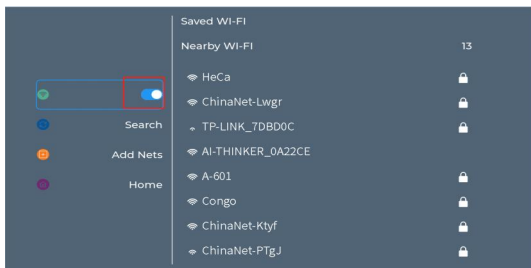 Saved WI-FI
Nearby WI-FI 13
HeCa
ChinaNet-Lwgr
Search
TP-LINK_7DBD0C
Add Nets
AI-THINKER_0A22CE
Home
A-601
Congo
ChinaNet-Ktyf
ChinaNet-PTgJ